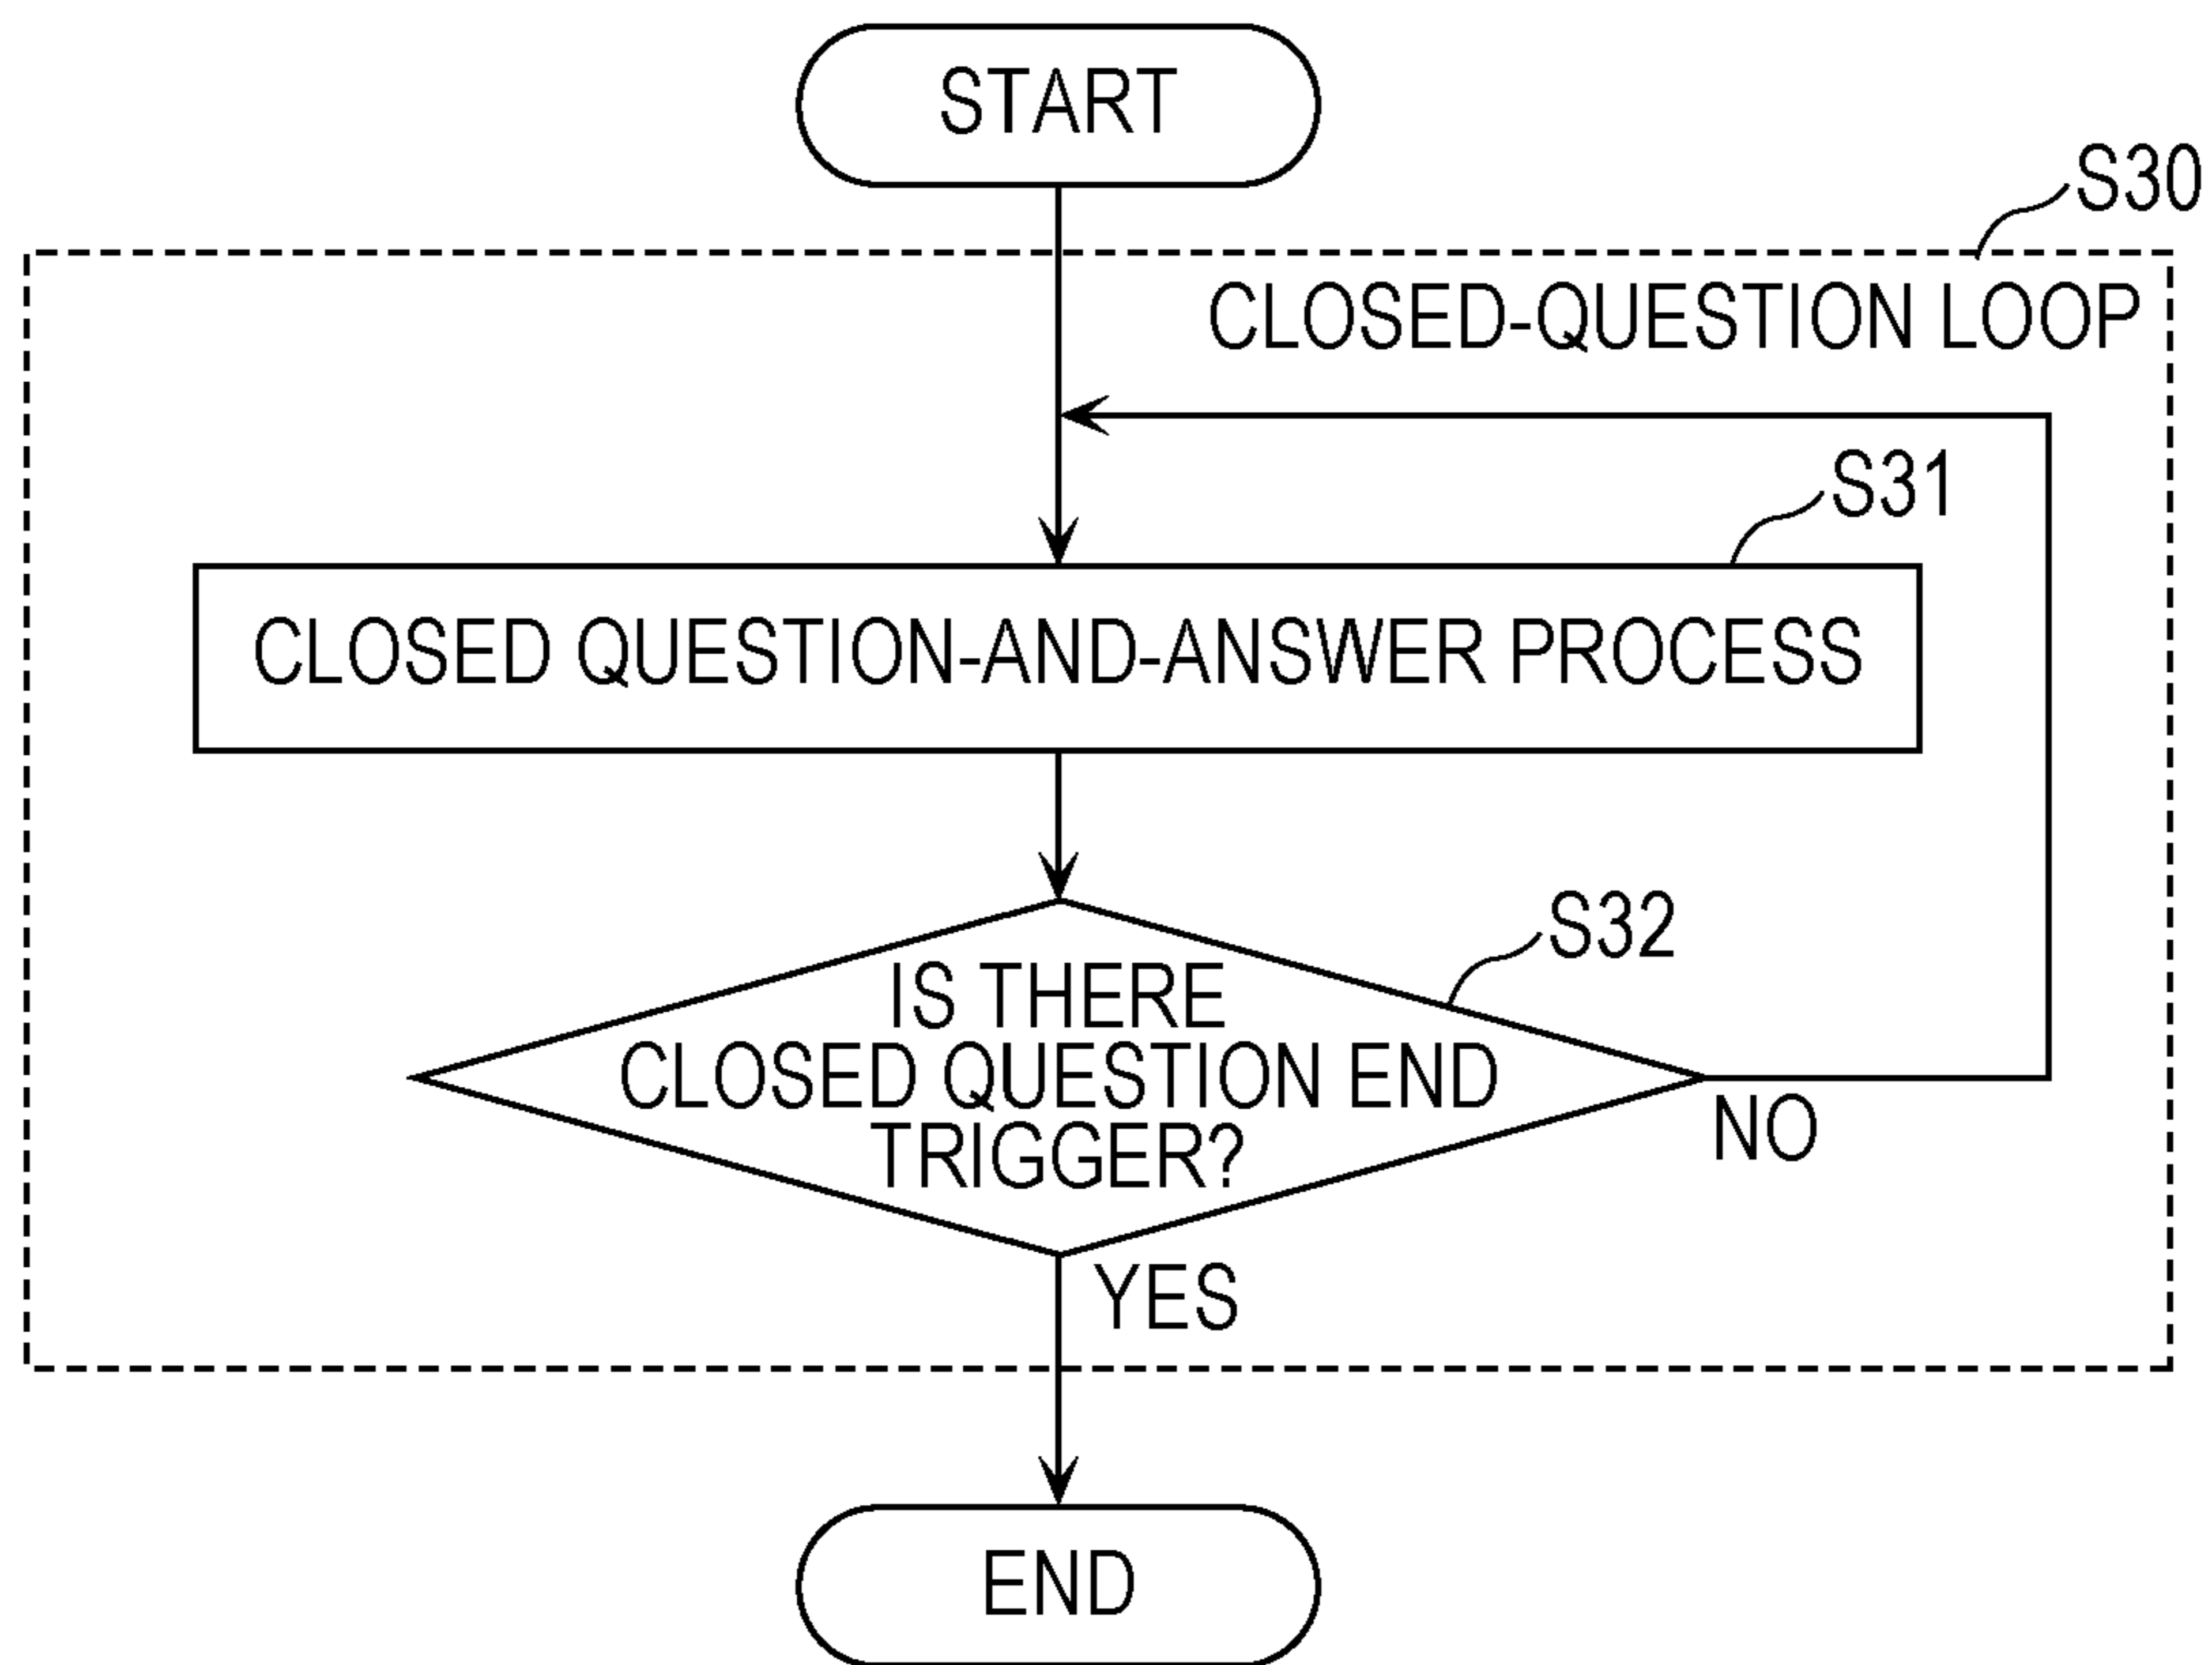 START
S30
CLOSED-QUESTION LOOP
S31
CLOSED QUESTION-AND-ANSWER PROCESS
S32
IS THERE
CLOSED QUESTION END
TRIGGER?
NO
YES
END